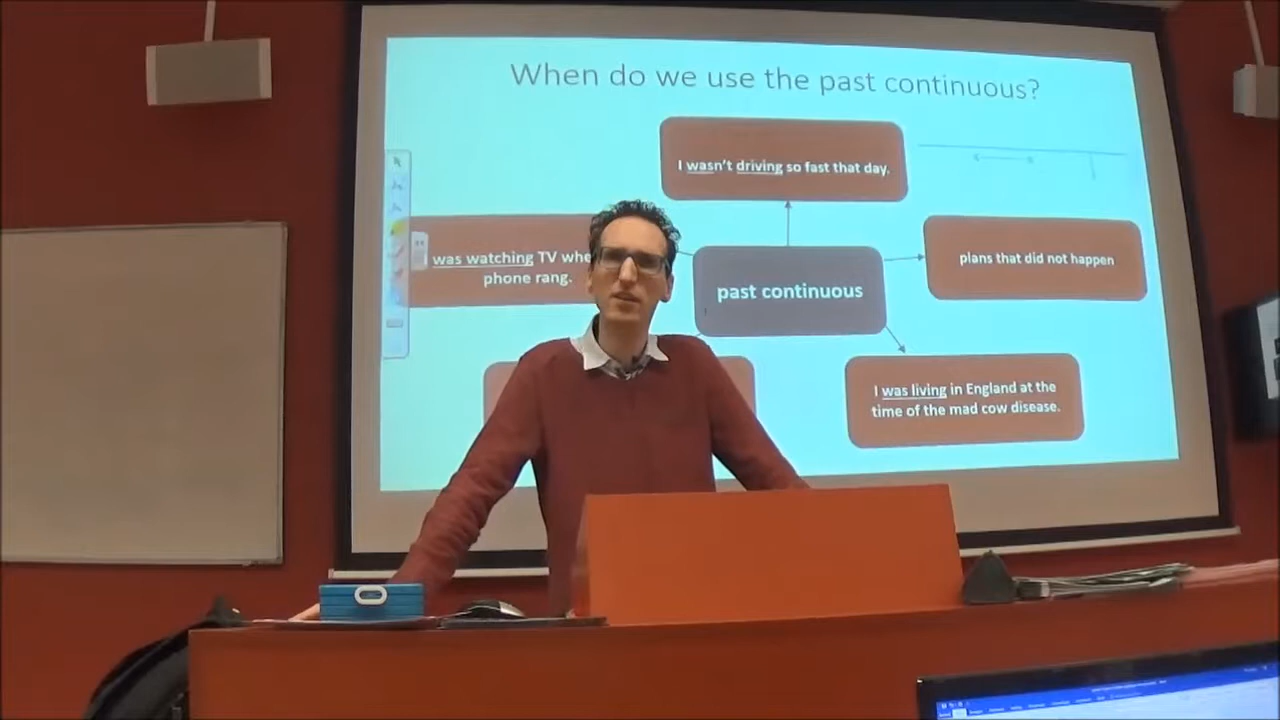 When do we use the past continuous?
I wasn't driving so fast that day.
was watching TV
phone rang.
past continuous
plans that did not happen
I was living in England at the
time of the mad cow disease.